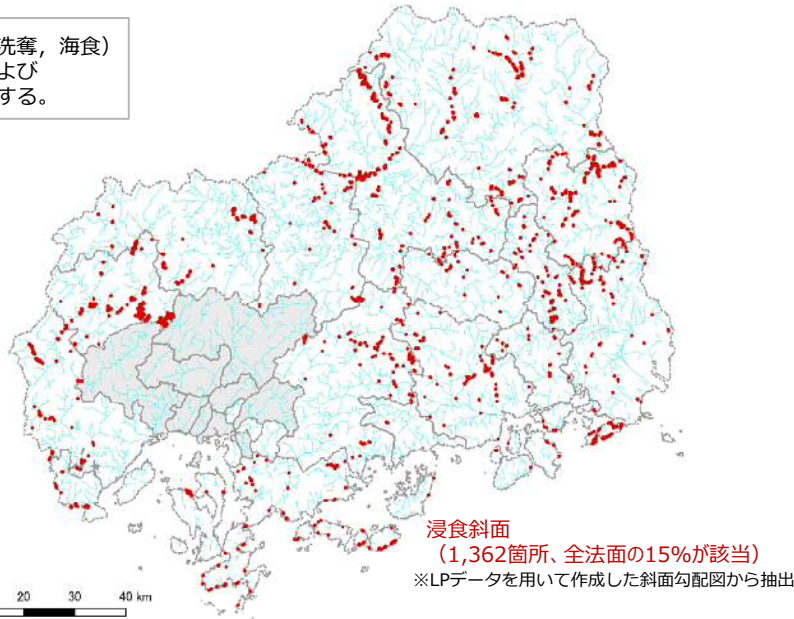 洗奪，海食）
よび
する。
浸食斜面
（1,362箇所、全法面の15%が該当）
※LPデータを用いて作成した斜面勾配図から抽出
20 30 40 km